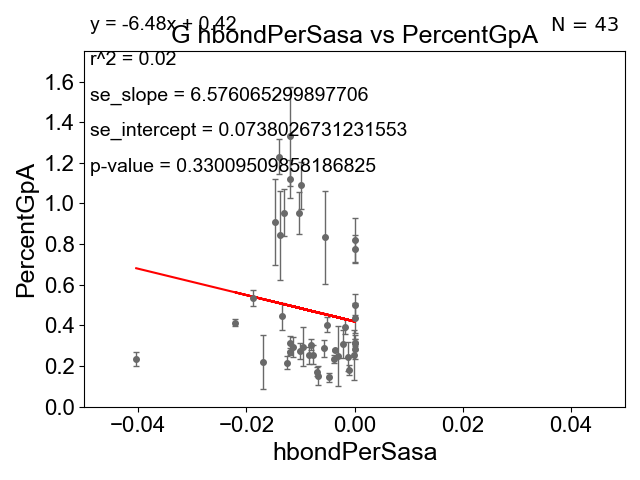 y = -6.48x + 0.42
N = 43
G hbondPerSasa vs PercentGpA
r^2 = 0.02
se_slope = 6.576065299897706
se_intercept = 0.0738026731231553
p-value = 0.33009509858186825
1.6
1.4
1.2
1.0
0.8
0.6
0.4
0.2
0.0
PercentGpA
−0.04 −0.02 0.00 0.02 0.04
hbondPerSasa